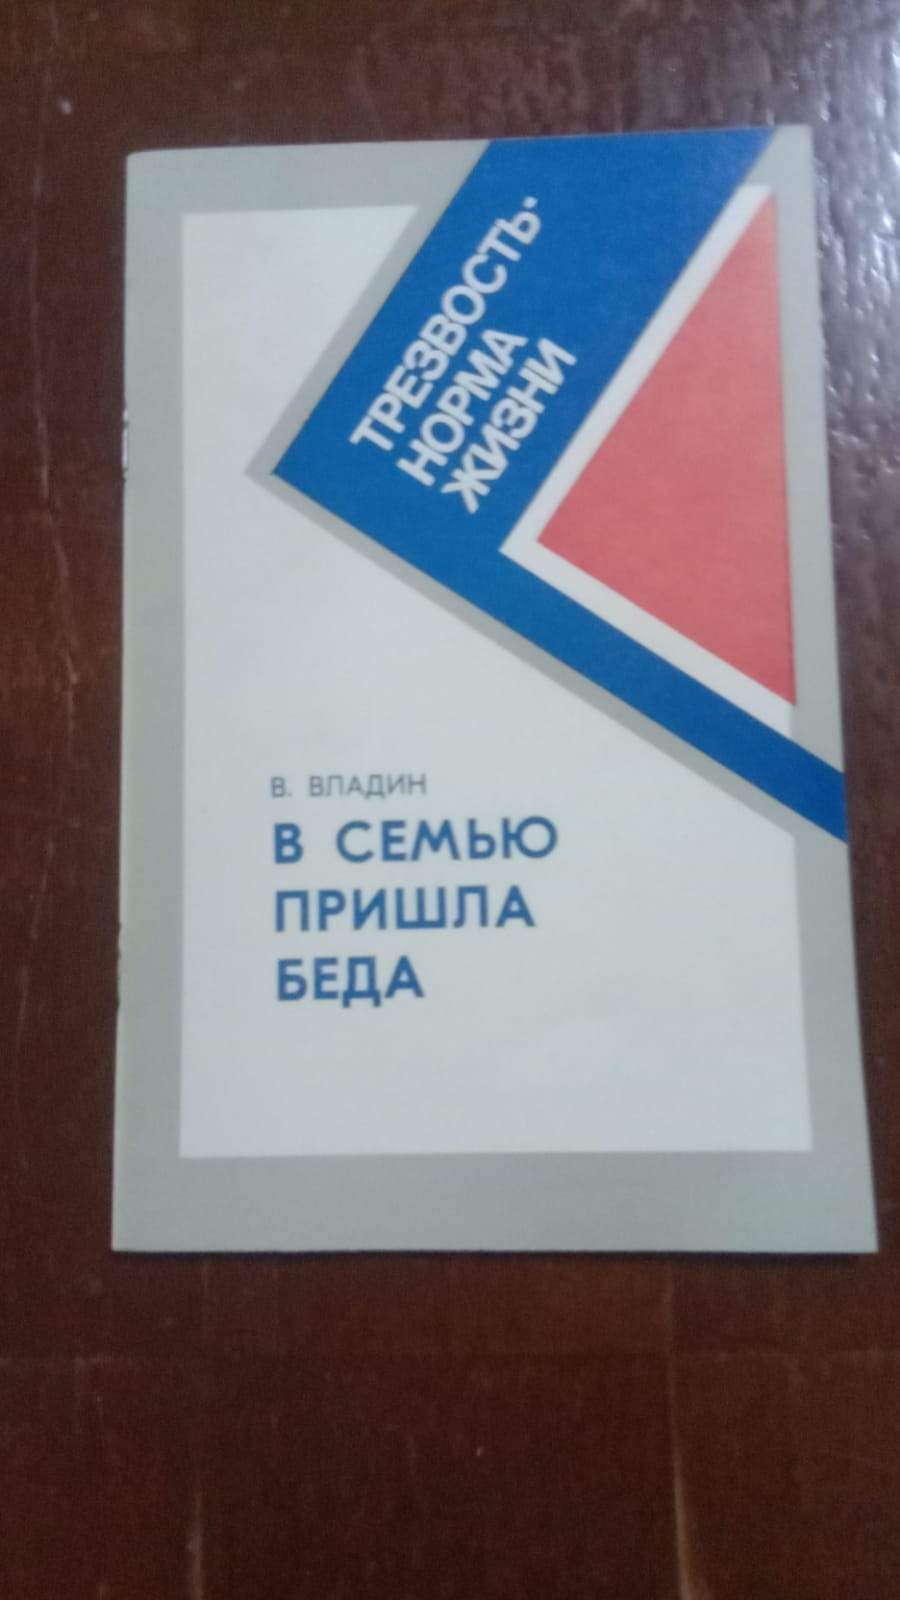 ТРЕЗВОСТЬ-
НОРМА
ЖИЗНИ
В. ВЛАДИН
В СЕМЬЮ
ПРИШЛА
БЕДА